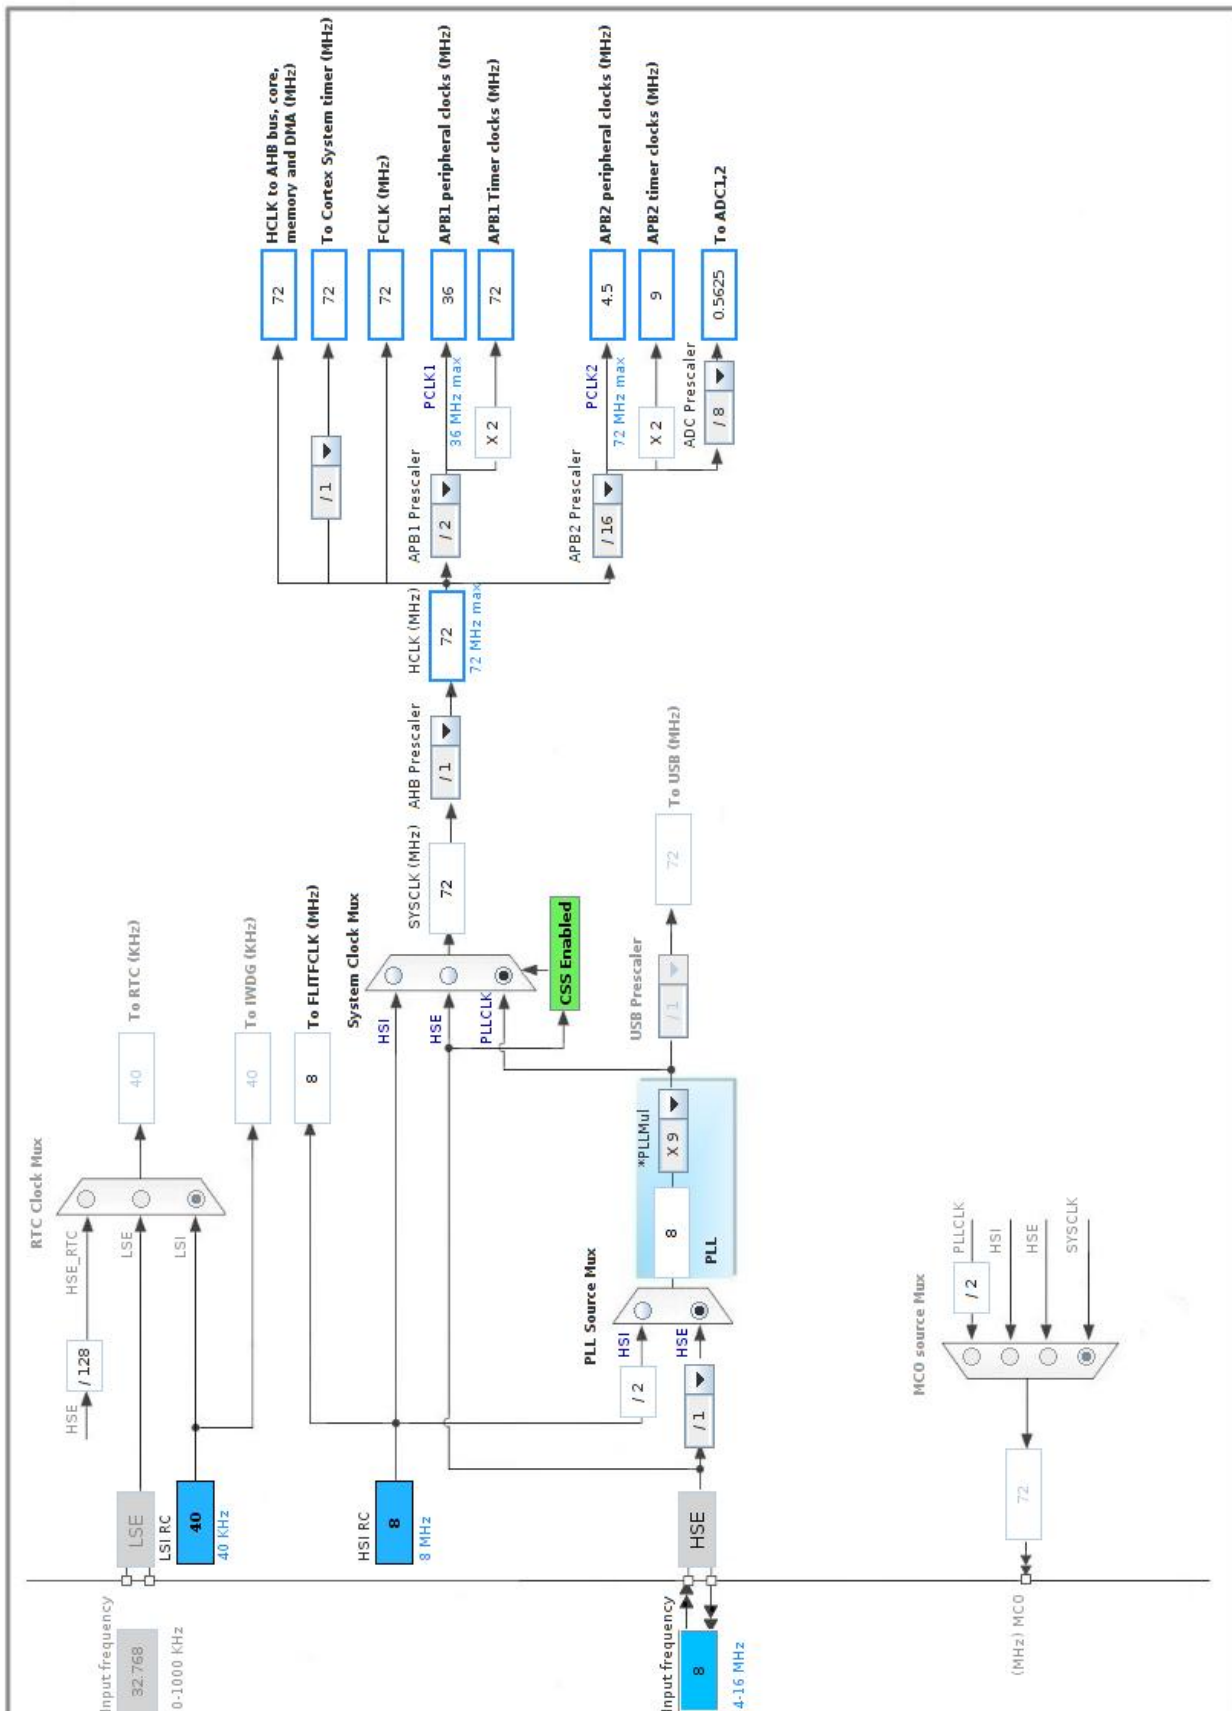 RTC Clock Mux
HSE
/ 128
HSE_RTC
Input frequency
32.768
0-1000 KHz
LSE
LSE
40
To RTC (KHz)
LSI RC
40
40 KHz
LSI
40
To IWDG (KHz)
8
To FLITFCLK (MHz)
HSI RC
8
8 MHz
System Clock Mux
HSI
HSE
PLLCLK
CSS Enabled
SYSCLK (MHz)
72
AHB Prescaler
/ 1
HCLK (MHz)
72
72 MHz max
72
HCLK to AHB bus, core,
memory and DMA (MHz)
/ 1
72
To Cortex System timer (MHz)
72
FCLK (MHz)
APB1 Prescaler
/ 2
PCLK1
36 MHz max
36
APB1 peripheral clocks (MHz)
X 2
72
APB1 Timer clocks (MHz)
APB2 Prescaler
/ 16
PCLK2
72 MHz max
4.5
APB2 peripheral clocks (MHz)
X 2
9
APB2 timer clocks (MHz)
ADC Prescaler
/ 8
0.5625
To ADC1,2
PLL Source Mux
/ 2
HSI
Input frequency
8
4-16 MHz
HSE
/ 1
HSE
8
*PLLMul
X 9
PLL
USB Prescaler
/ 1
72
To USB (MHz)
MCO source Mux
(MHz) MCO
72
/ 2
PLLCLK
HSI
HSE
SYSCLK